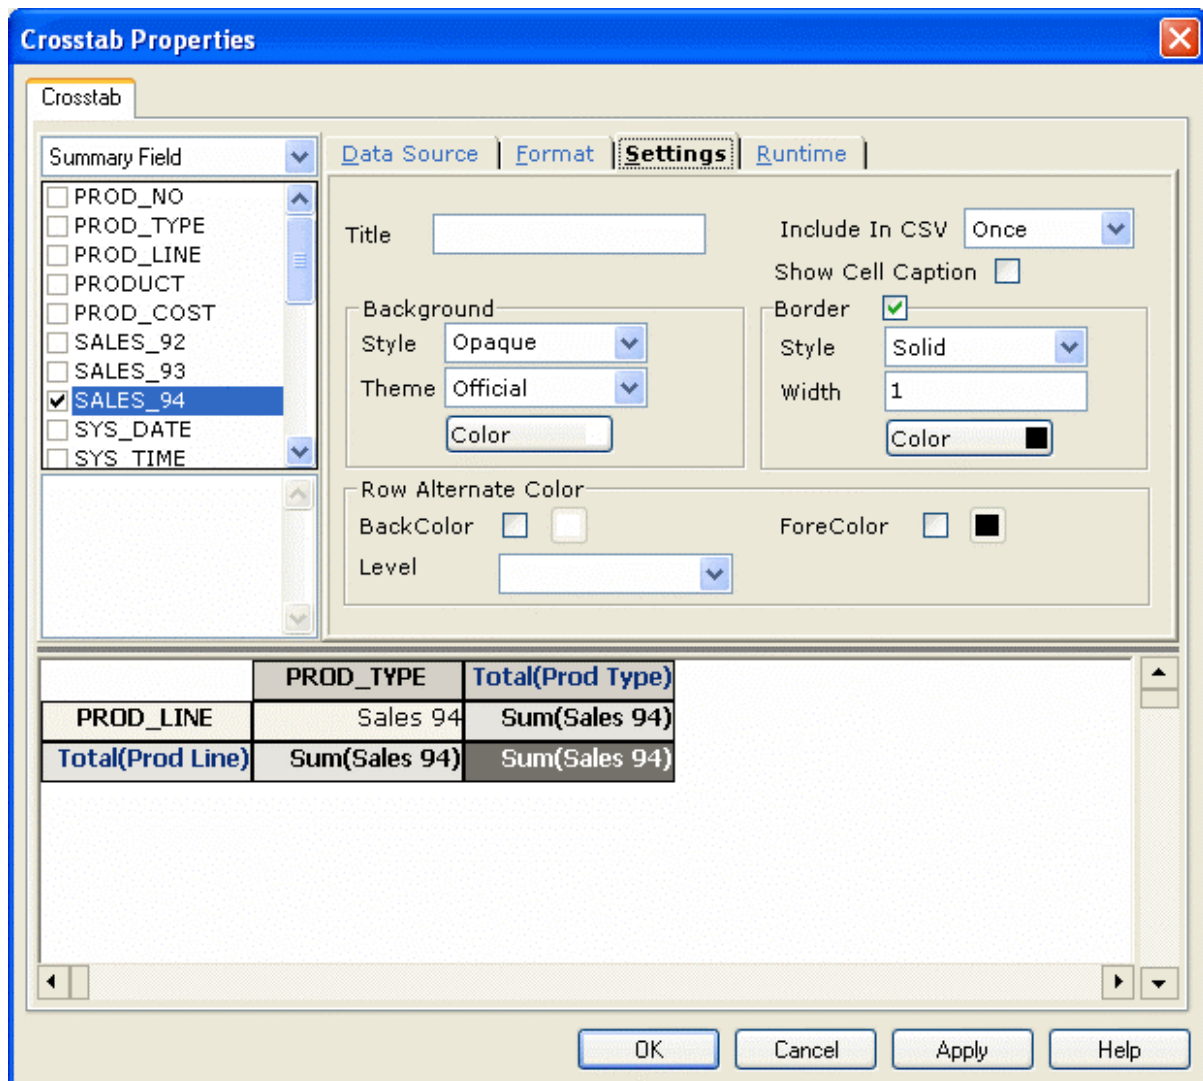 Crosstab Properties
Crosstab
Summary Field
PROD_NO
PROD_TYPE
PROD_LINE
PRODUCT
PROD_COST
SALES_92
SALES_93
SALES_94
SYS_DATE
SYS_TIME
Data Source Format Settings Runtime
Title
Include In CSV Once
Show Cell Caption
Background
Style Opaque
Theme Official
Color
Border
Style Solid
Width 1
Color
Row Alternate Color
BackColor ForeColor
Level
PROD_TYPE Total(Prod Type)
PROD_LINE Sales 94 Sum(Sales 94)
Total(Prod Line) Sum(Sales 94) Sum(Sales 94)
OK Cancel Apply Help